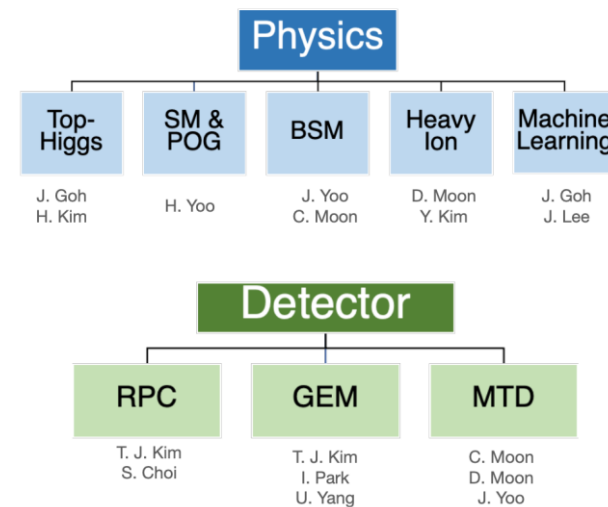 Physics
Top-
Higgs
SM &
POG
BSM
Heavy
Ion
Machine
Learning
J. Goh
H. Kim
H. Yoo
J. Yoo
C. Moon
D. Moon
Y. Kim
J. Goh
J. Lee
Detector
RPC
GEM
MTD
T. J. Kim
S. Choi
T. J. Kim
I. Park
U. Yang
C. Moon
D. Moon
J. Yoo